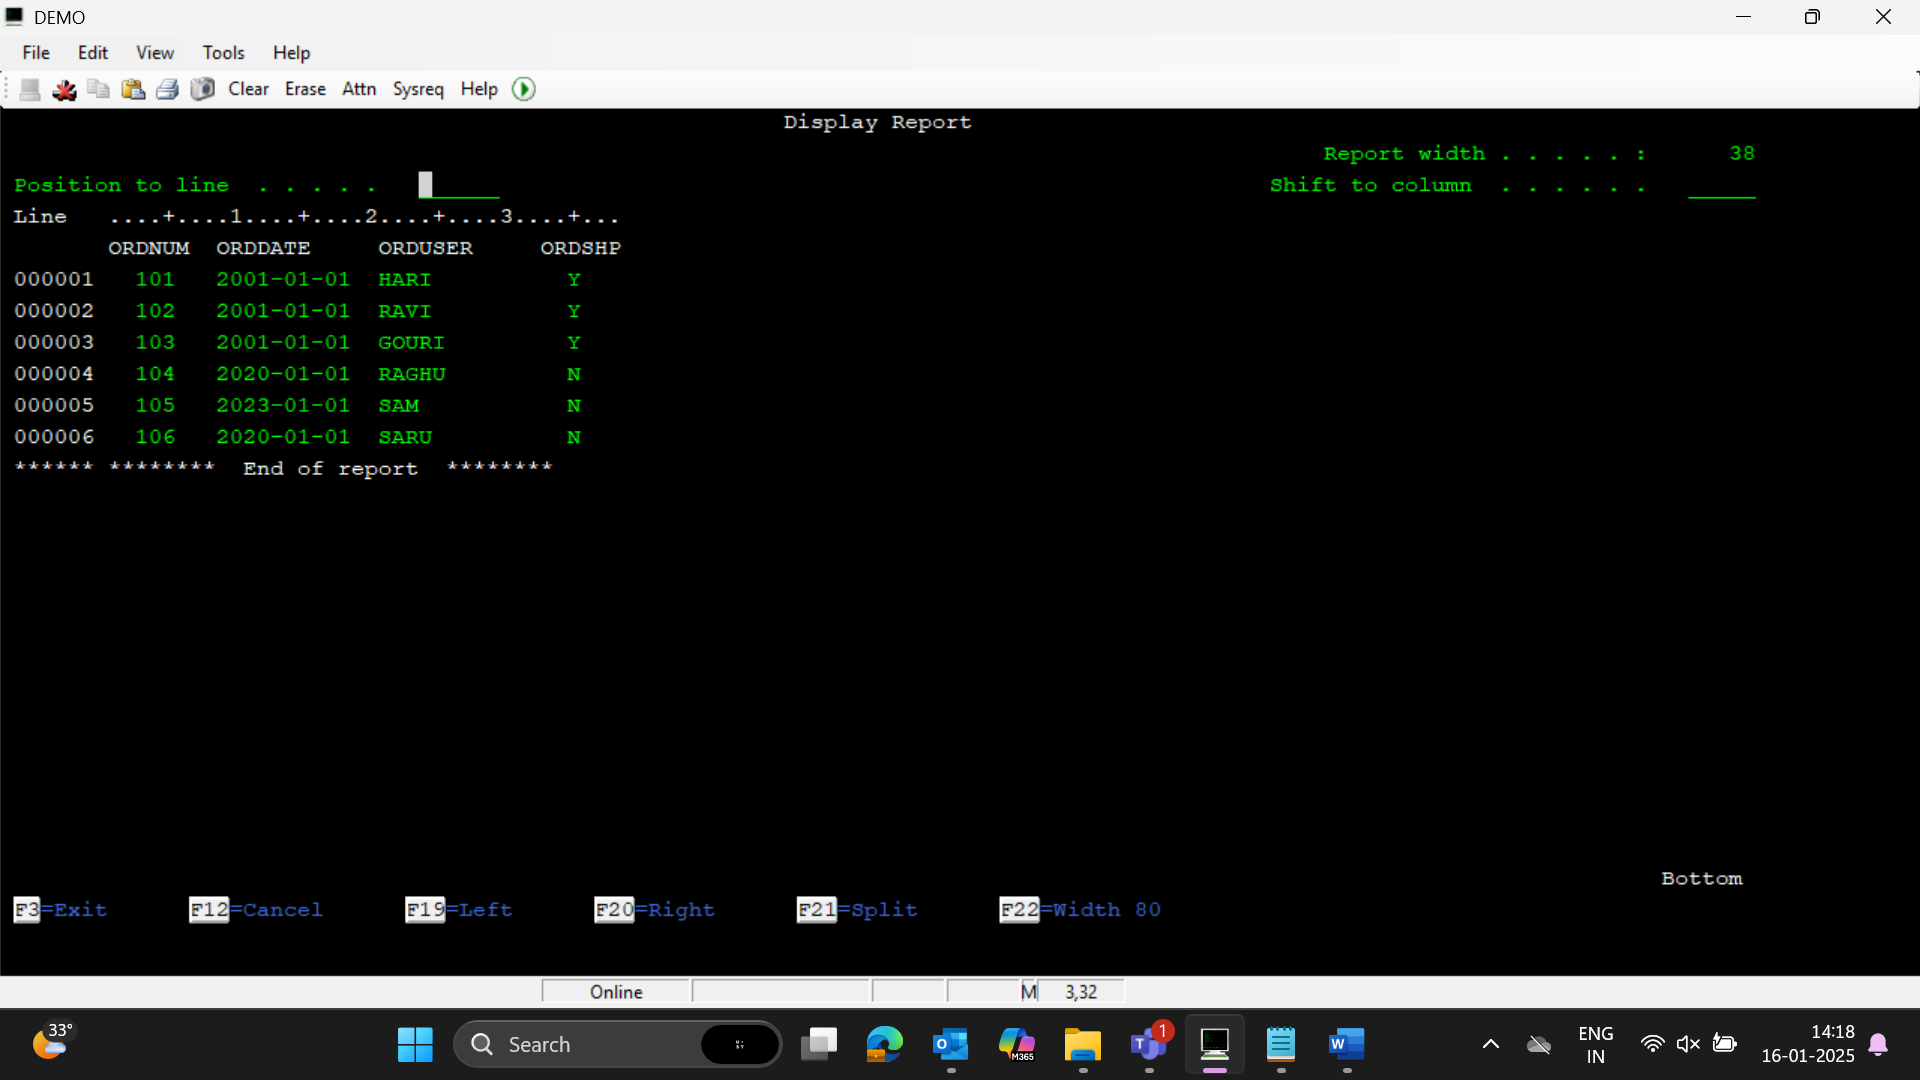 DEMO
File Edit View Tools Help
Clear Erase Attn Sysreq Help
Display Report
Report width . . . . . : 38
Position to line . . . . . Shift to column . . . . . .
Line ....+....1....+....2....+....3....+...
ORDNUM ORDDATE ORDUSER ORDSHP
000001 101 2001-01-01 HARI Y
000002 102 2001-01-01 RAVI Y
000003 103 2001-01-01 GOURI Y
000004 104 2020-01-01 RAGHU N
000005 105 2023-01-01 SAM N
000006 106 2020-01-01 SARU N
****** ******** End of report ********
Bottom
F3=Exit F12=Cancel F19=Left F20=Right F21=Split F22=Width 80
Online M 3,32
33°
Search
M365
1
ENG
IN
14:18
16-01-2025